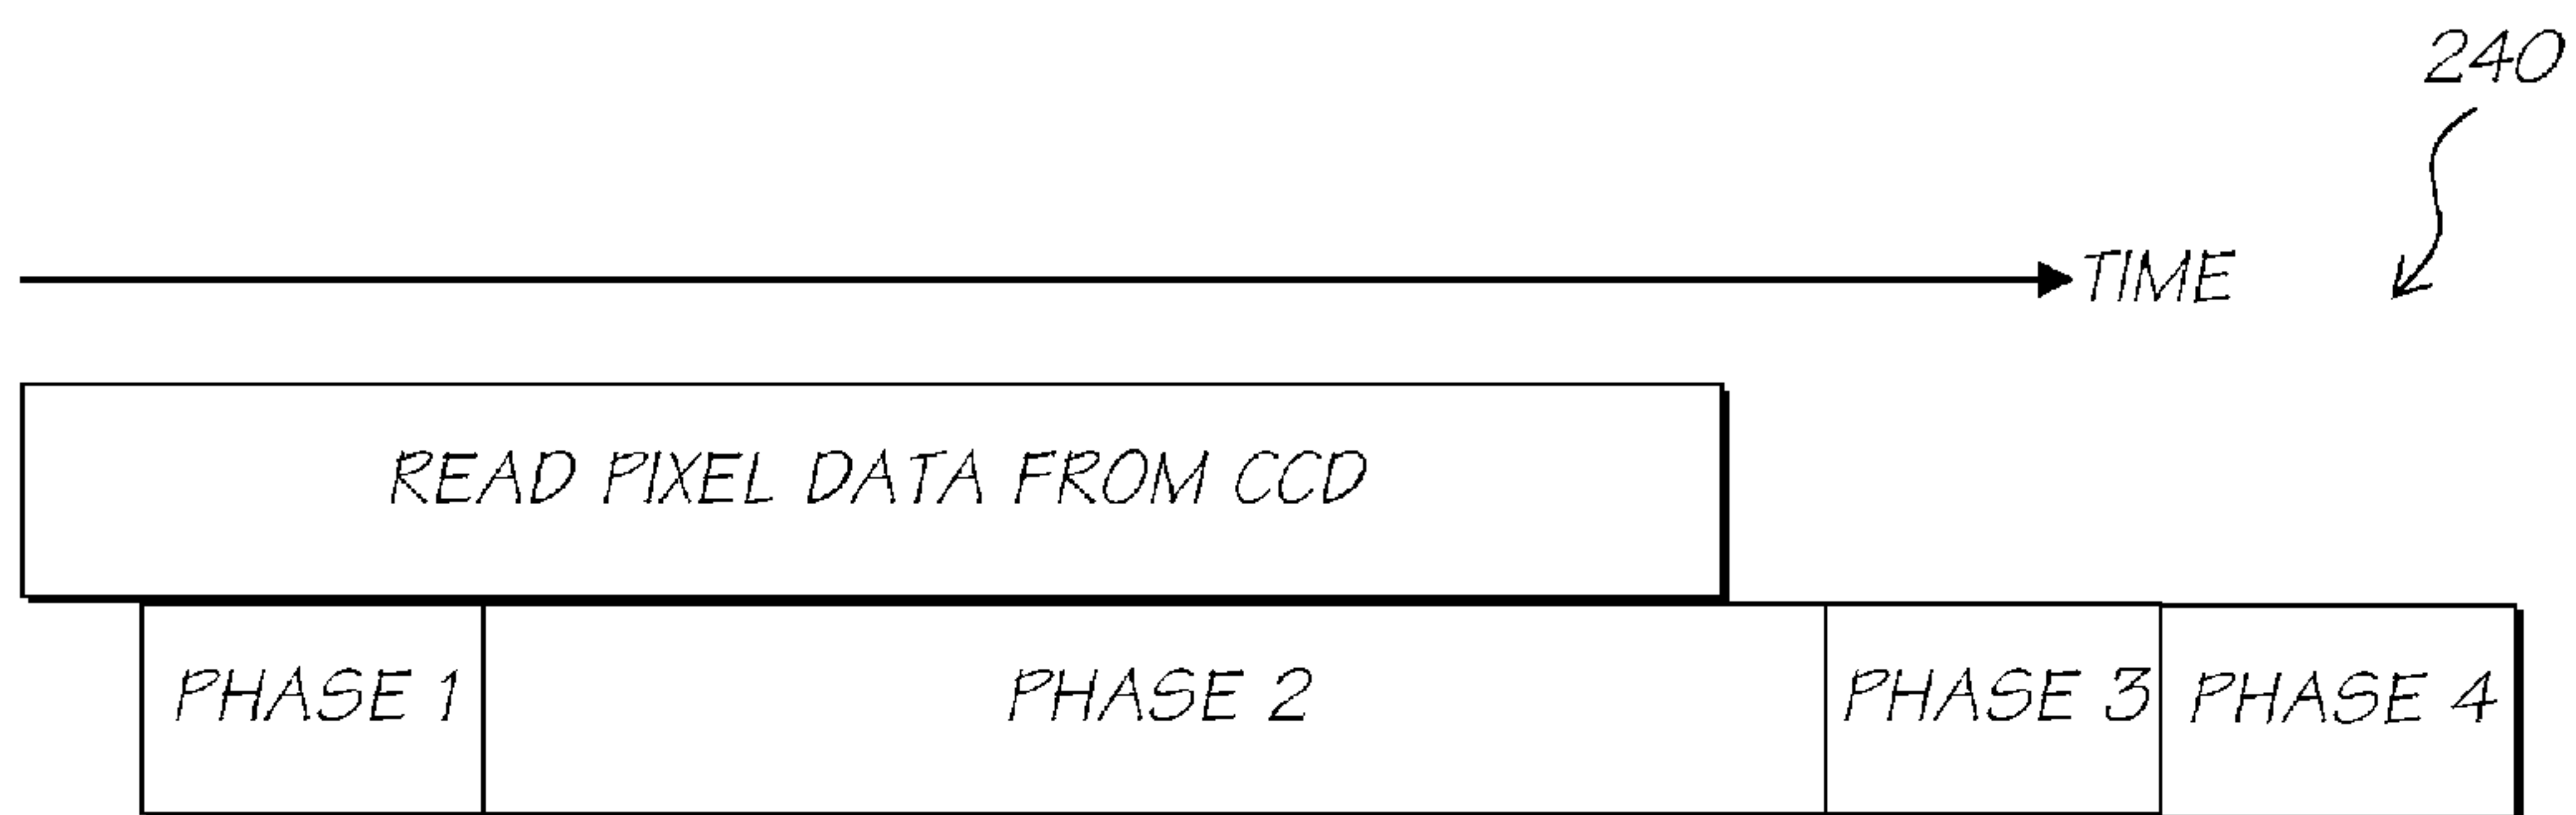 240
TIME
READ PIXEL DATA FROM CCD
PHASE 1 PHASE 2 PHASE 3 PHASE 4